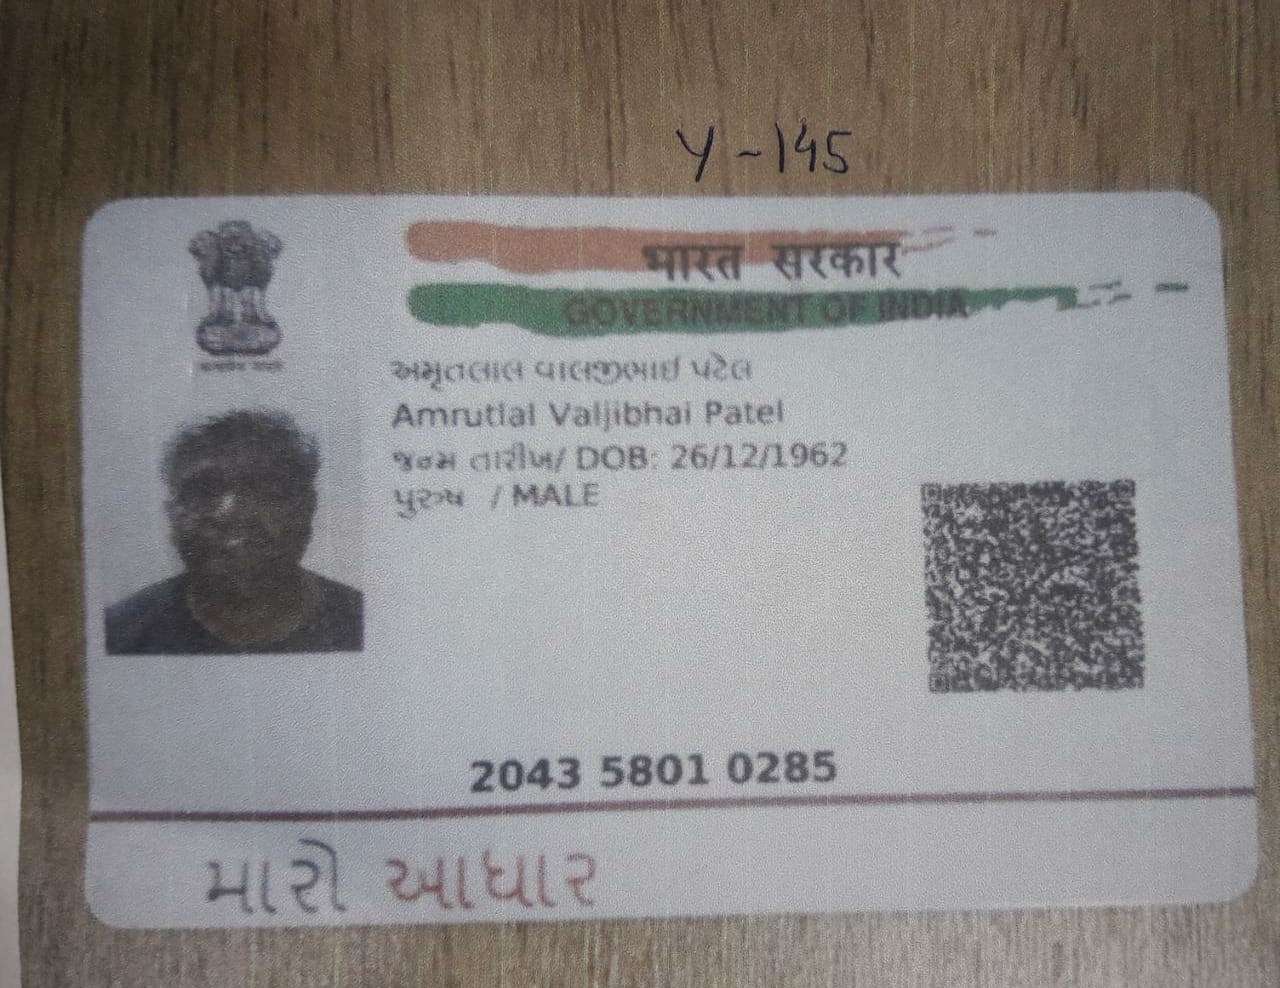 Y-145
भारत सरकार
GOVERNMENT OF INDIA
અમૃતલાલ વાલજીભાઈ પટેલ
Amrutlal Valjibhai Patel
જન્મ તારીખ/ DOB: 26/12/1962
પુરુષ / MALE
2043 5801 0285
મારો આધાર